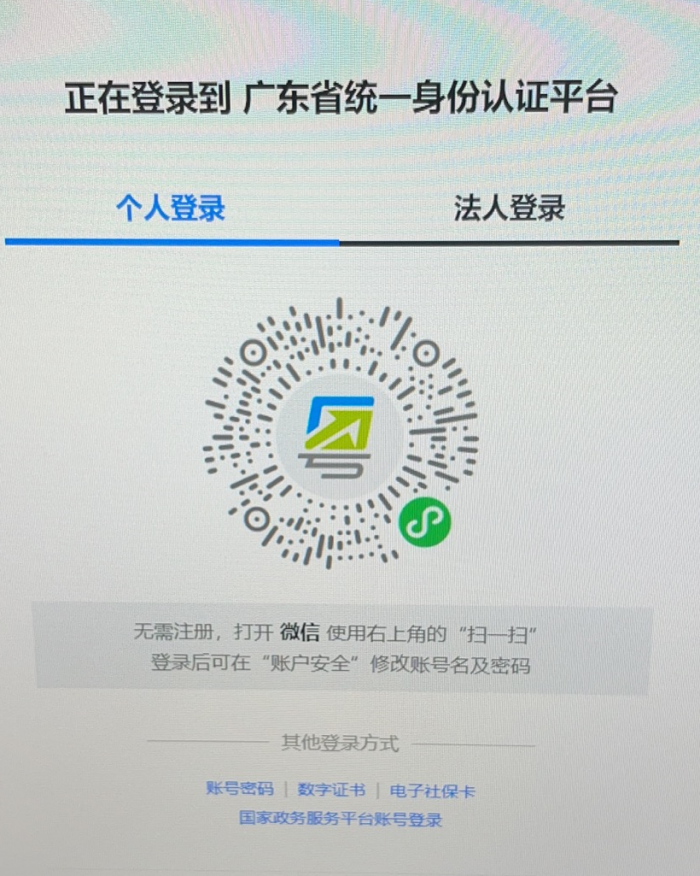 正在登录到 广东省统一身份认证平台
个人登录 法人登录
无需注册，打开 微信 使用右上角的“扫一扫”
登录后可在“账户安全”修改账号名及密码
其他登录方式
账号密码 | 数字证书 | 电子社保卡
国家政务服务平台账号登录